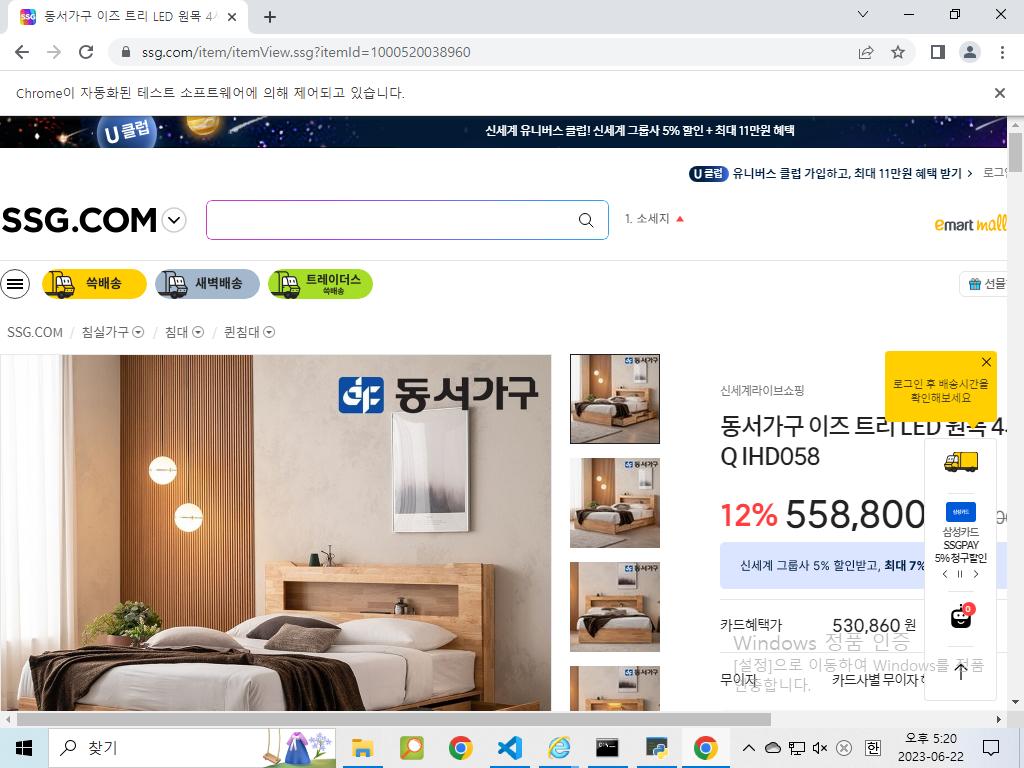 동서가구 이즈 트리 LED 원목 4
ssg.com/item/itemView.ssg?itemId=1000520038960
Chrome이 자동화된 테스트 소프트웨어에 의해 제어되고 있습니다.
U 클럽
신세계 유니버스 클럽! 신세계 그룹사 5% 할인 + 최대 11만원 혜택
U 클럽 유니버스 클럽 가입하고, 최대 11만원 혜택 받기
로그인
SSG.COM
1. 소세지
emart mall
쓱배송
새벽배송
트레이더스
쓱배송
선물
SSG.COM / 침실가구 / 침대 / 퀸침대
동서가구
신세계라이브쇼핑
로그인 후 배송시간을
확인해보세요
동서가구 이즈 트리 LED 원목 4
Q IHD058
12% 558,800
삼성카드
삼성카드
SSGPAY
5% 청구할인
신세계 그룹사 5% 할인받고, 최대 7%
0
카드혜택가 530,860 원
Windows 정품 인증
[설정]으로 이동하여 Windows를 정품
인증합니다.
무이자 카드사별 무이자
찾기
한
오후 5:20
2023-06-22